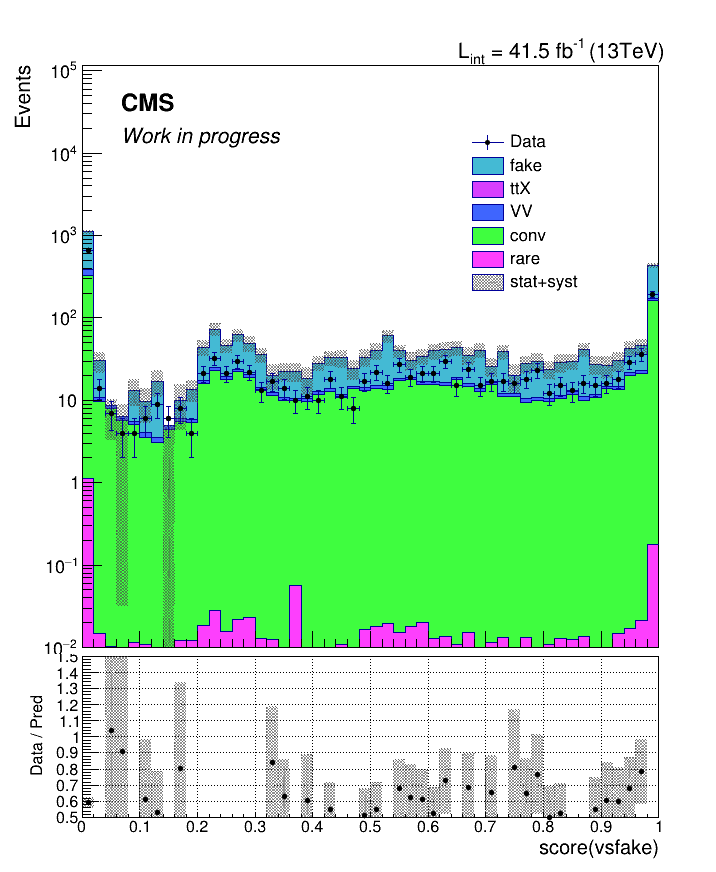 L_int = 41.5 fb^-1 (13TeV)
Events
10^5
CMS
Work in progress
10^4
Data
fake
ttX
VV
conv
rare
stat+syst
10^3
10^2
10
1
10^−1
10^−2
Data / Pred
1.5
1.4
1.3
1.2
1.1
1
0.9
0.8
0.7
0.6
0.5
0 0.1 0.2 0.3 0.4 0.5 0.6 0.7 0.8 0.9 1
score(vsfake)